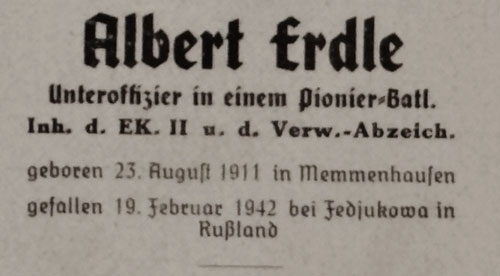 Albert Erdle
Unteroffizier in einem Pionier-Batl.
Inh. d. EK. II u. d. Verw.-Abzeich.
geboren 23. August 1911 in Memmenhausen
gefallen 19. Februar 1942 bei Fedjukowa in
Rußland